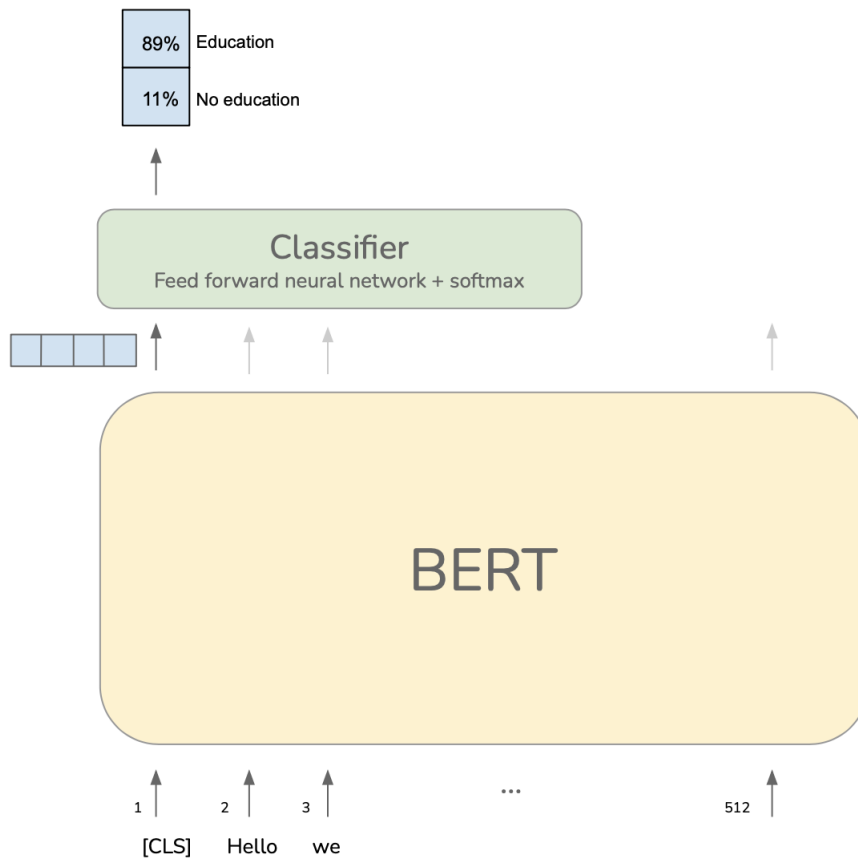 89% Education
11% No education
Classifier
Feed forward neural network + softmax
BERT
1 2 3 ... 512
[CLS] Hello we